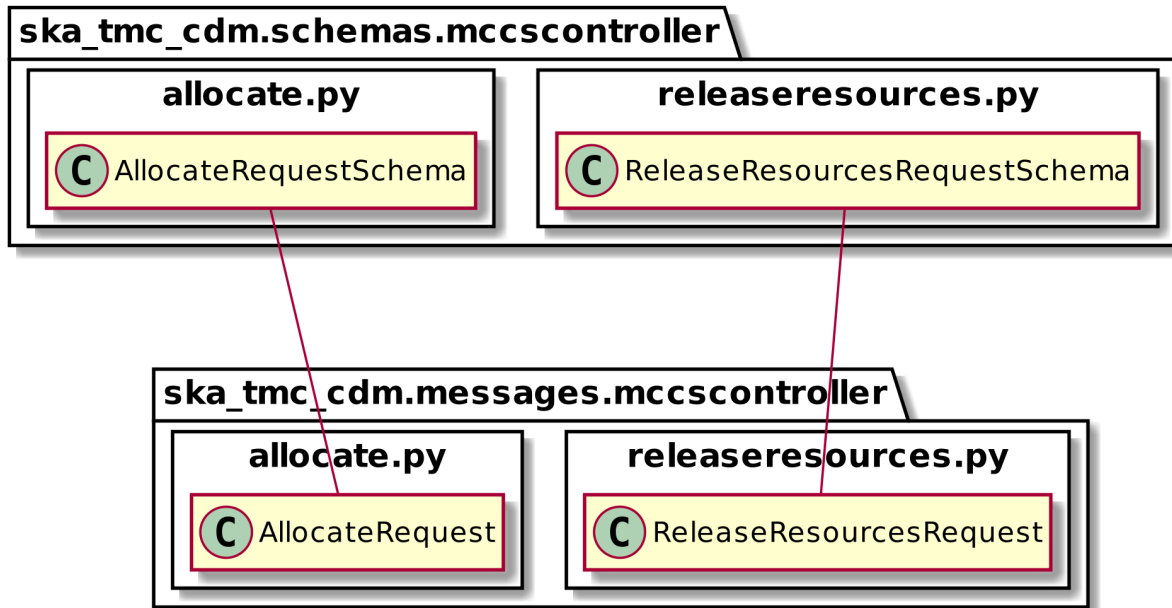 ska_tmc_cdm.schemas.mccscontroller
allocate.py
releaseresources.py
C AllocateRequestSchema
C ReleaseResourcesRequestSchema
ska_tmc_cdm.messages.mccscontroller
allocate.py
releaseresources.py
C AllocateRequest
C ReleaseResourcesRequest